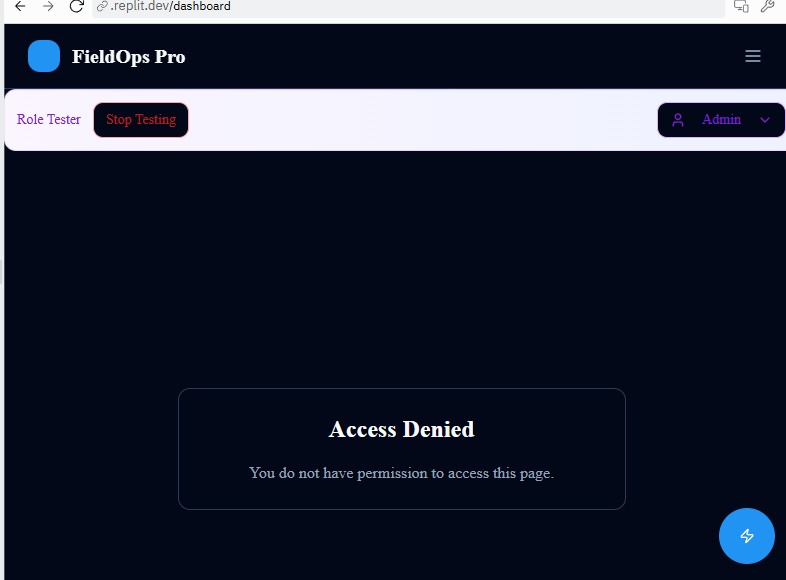 .replit.dev/dashboard
FieldOps Pro
Role Tester Stop Testing Admin
Access Denied
You do not have permission to access this page.